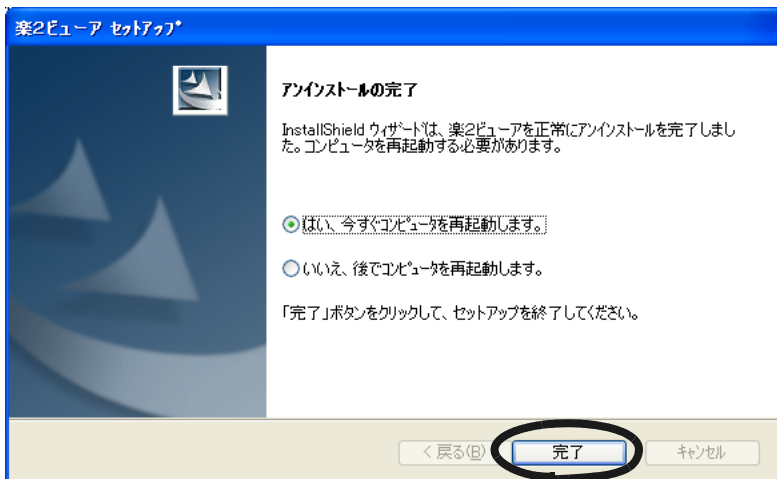 楽2ビューア セットアップ
アンインストールの完了
InstallShield ウィザードは、楽2ビューアを正常にアンインストールを完了しまし
た。コンピュータを再起動する必要があります。
はい、今すぐコンピュータを再起動します。
いいえ、後でコンピュータを再起動します。
「完了」ボタンをクリックして、セットアップを終了してください。
< 戻る(B) 完了 キャンセル